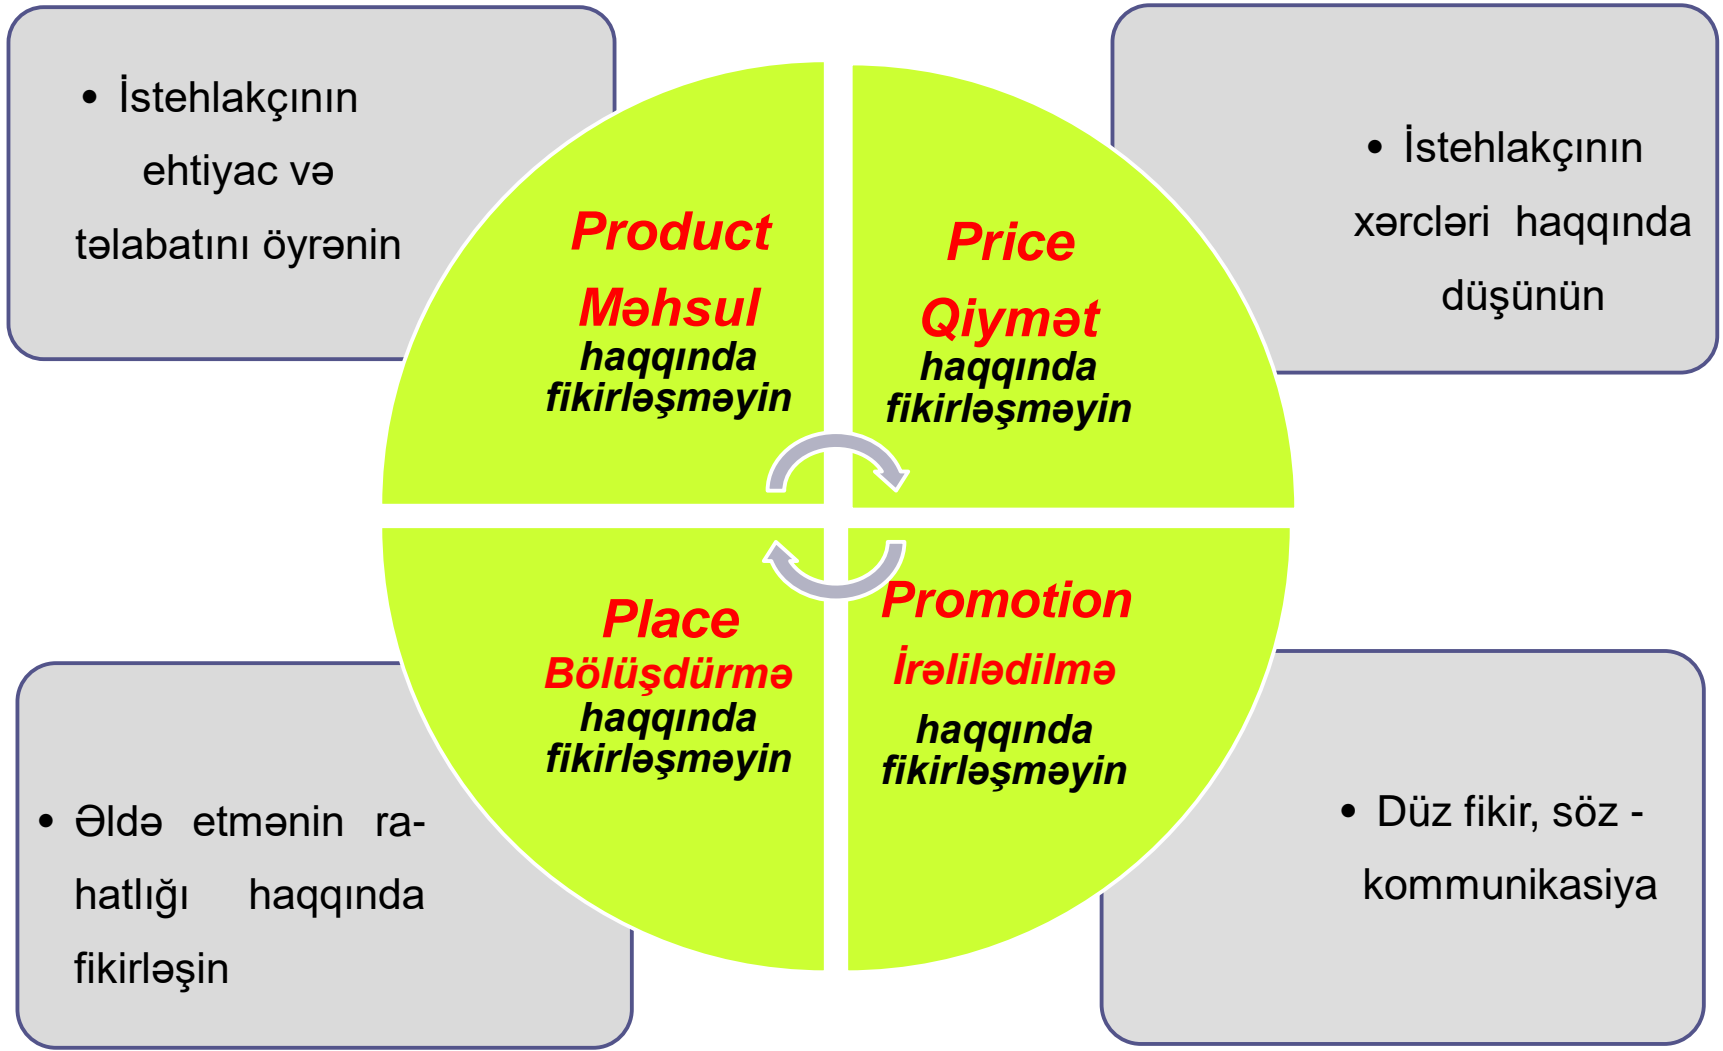 • İstehlakçının
ehtiyac və
təlabatını öyrənin
Product
Məhsul
haqqında
fikirləşməyin
Price
Qiymət
haqqında
fikirləşməyin
• İstehlakçının
xərcləri haqqında
düşünün
Place
Bölüşdürmə
haqqında
fikirləşməyin
Promotion
İrəlilədilmə
haqqında
fikirləşməyin
• Əldə etmənin ra-
hatlığı haqqında
fikirləşin
• Düz fikir, söz -
kommunikasiya